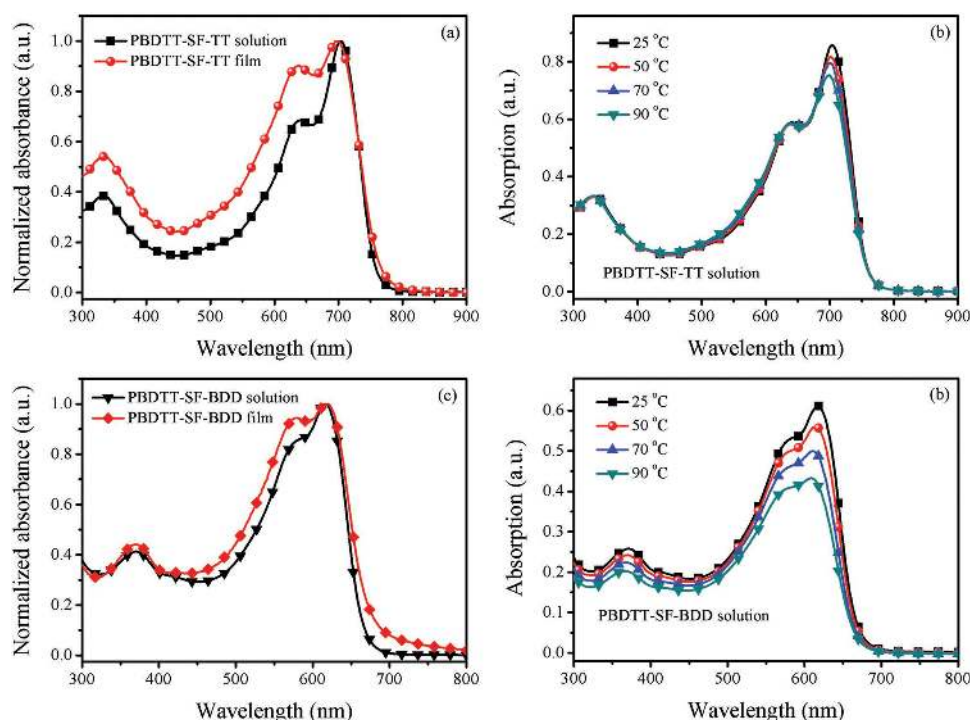 (a)
PBDTT-SF-TT solution
PBDTT-SF-TT film
Normalized absorbance (a.u.)
1.0
0.8
0.6
0.4
0.2
0.0
300 400 500 600 700 800 900
Wavelength (nm)
(b)
25 °C
50 °C
70 °C
90 °C
Absorption (a.u.)
0.8
0.6
0.4
0.2
0.0
PBDTT-SF-TT solution
300 400 500 600 700 800 900
Wavelength (nm)
(c)
PBDTT-SF-BDD solution
PBDTT-SF-BDD film
Normalized absorbance (a.u.)
1.0
0.8
0.6
0.4
0.2
0.0
300 400 500 600 700 800
Wavelength (nm)
(b)
25 °C
50 °C
70 °C
90 °C
Absorption (a.u.)
0.6
0.5
0.4
0.3
0.2
0.1
0.0
PBDTT-SF-BDD solution
300 400 500 600 700 800
Wavelength (nm)